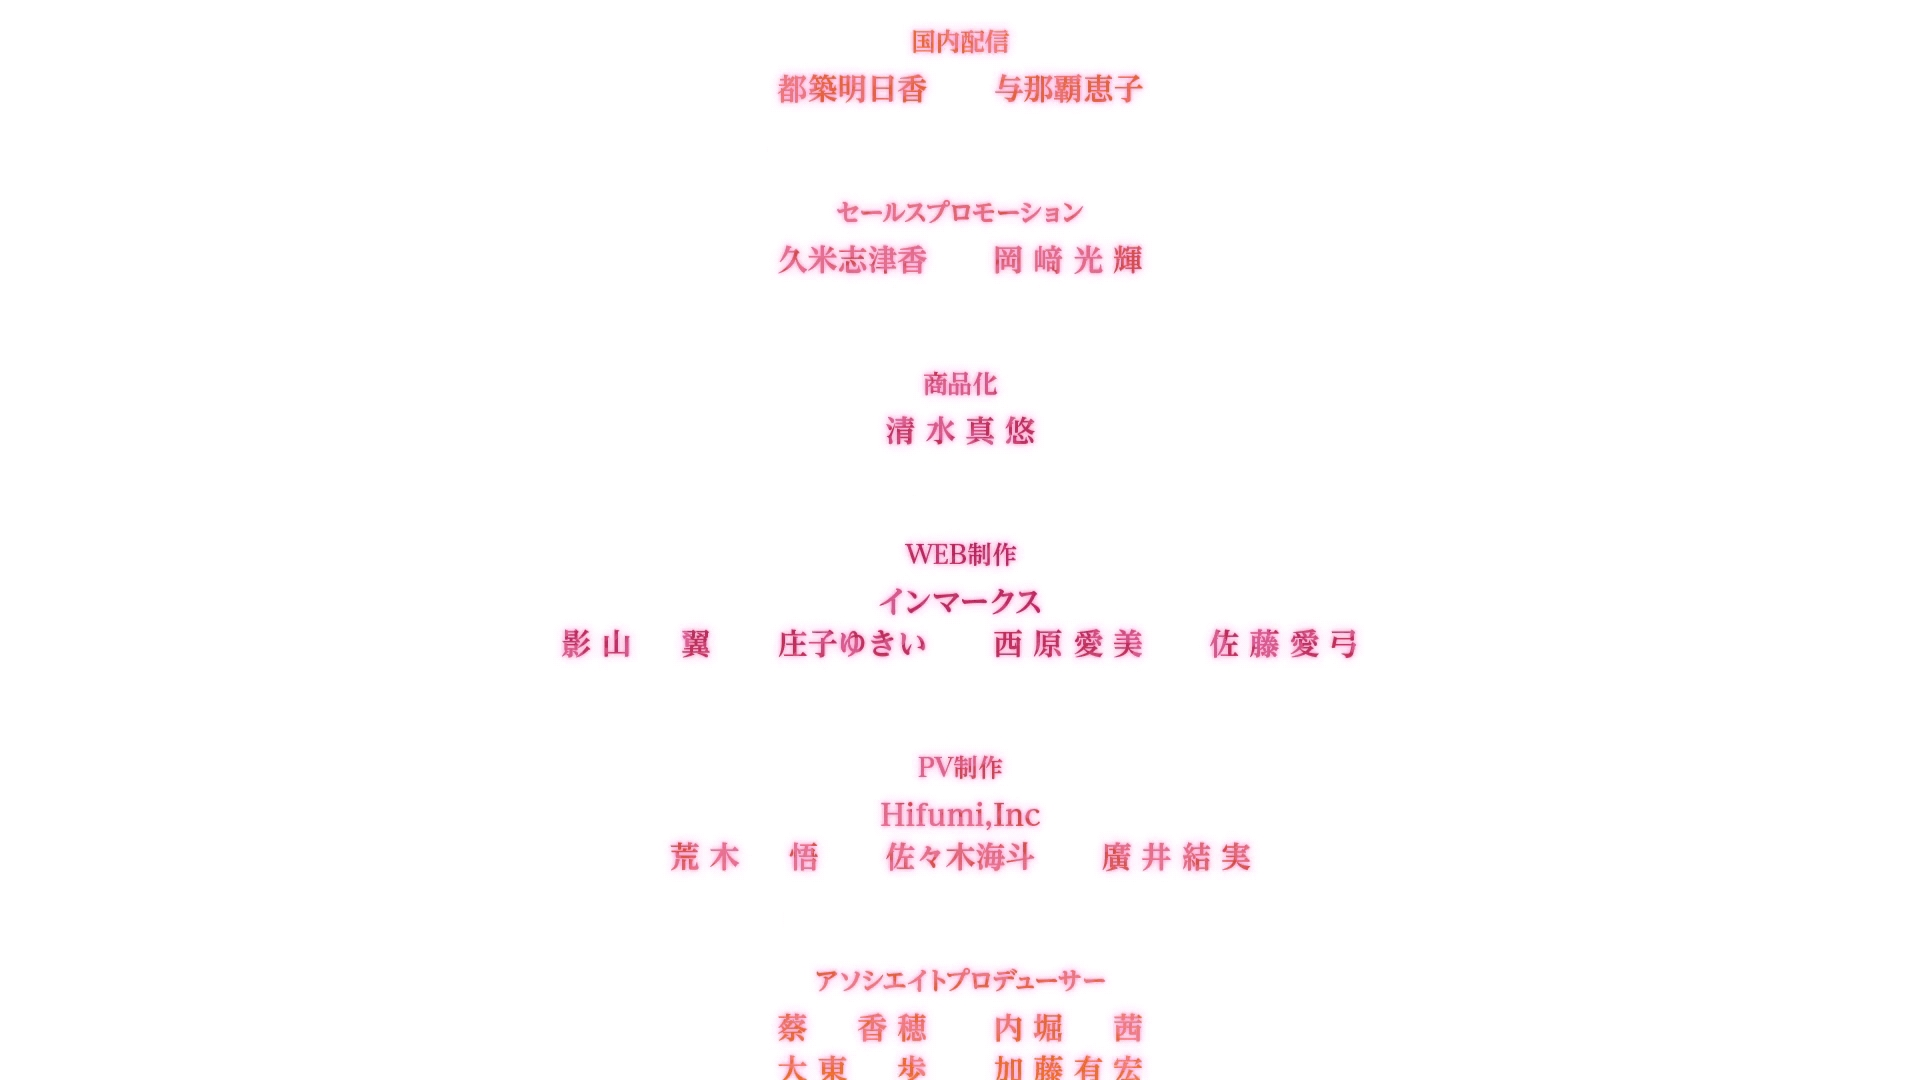 国内配信
都築明日香 与那覇恵子
セールスプロモーション
久米志津香 岡﨑光輝
商品化
清水真悠
WEB制作
インマークス
影山 翼 庄子ゆきい 西原愛美 佐藤愛弓
PV制作
Hifumi,Inc
荒木 悟 佐々木海斗 廣井結実
アソシエイトプロデューサー
蔡 香穂 内堀 茜
大東 歩 加藤有宏